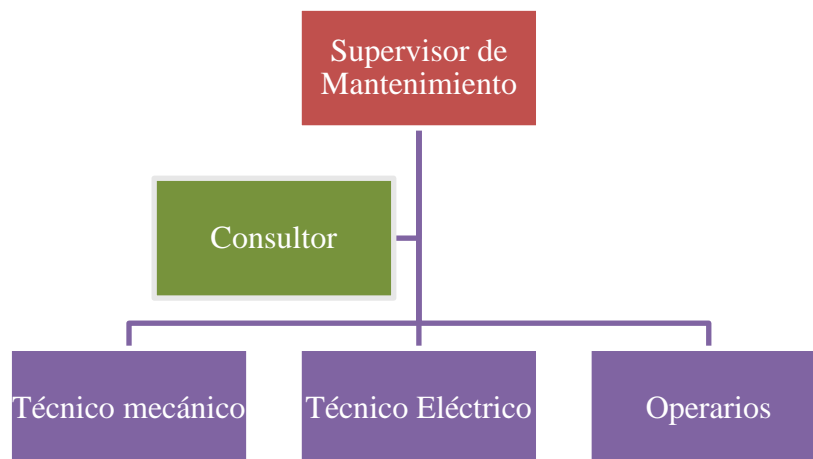 Supervisor de
Mantenimiento
Consultor
Técnico mecánico
Técnico Eléctrico
Operarios